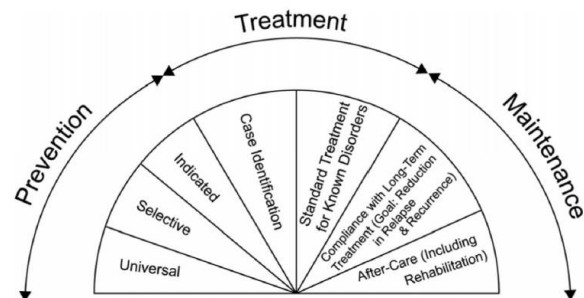 Treatment
Prevention
Maintenance
Universal
Selective
Indicated
Case Identification
Standard Treatment
for Known Disorders
Compliance with Long-Term
Treatment (Goal: Reduction
in Relapse
& Recurrence)
After-Care (Including
Rehabilitation)